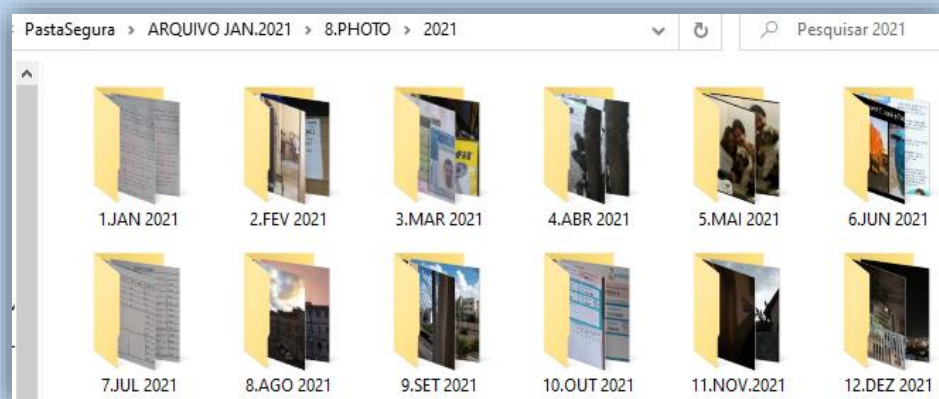 PastaSegura > ARQUIVO JAN.2021 > 8.PHOTO > 2021
Pesquisar 2021
1.JAN 2021 2.FEV 2021 3.MAR 2021 4.ABR 2021 5.MAI 2021 6.JUN 2021
7.JUL 2021 8.AGO 2021 9.SET 2021 10.OUT 2021 11.NOV.2021 12.DEZ 2021